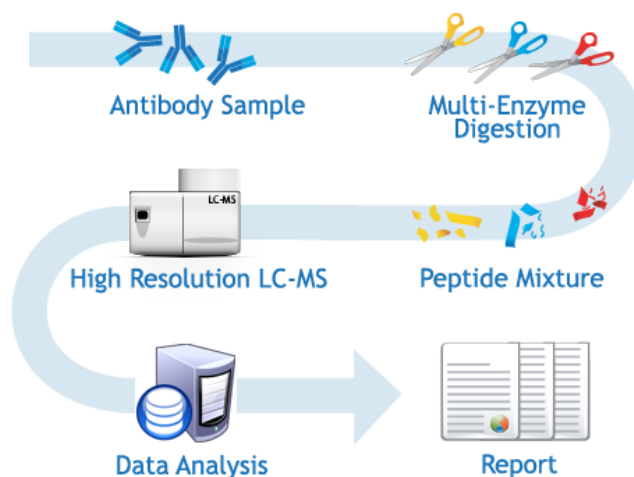 Antibody Sample
Multi-Enzyme
Digestion
LC-MS
High Resolution LC-MS
Peptide Mixture
Data Analysis
Report